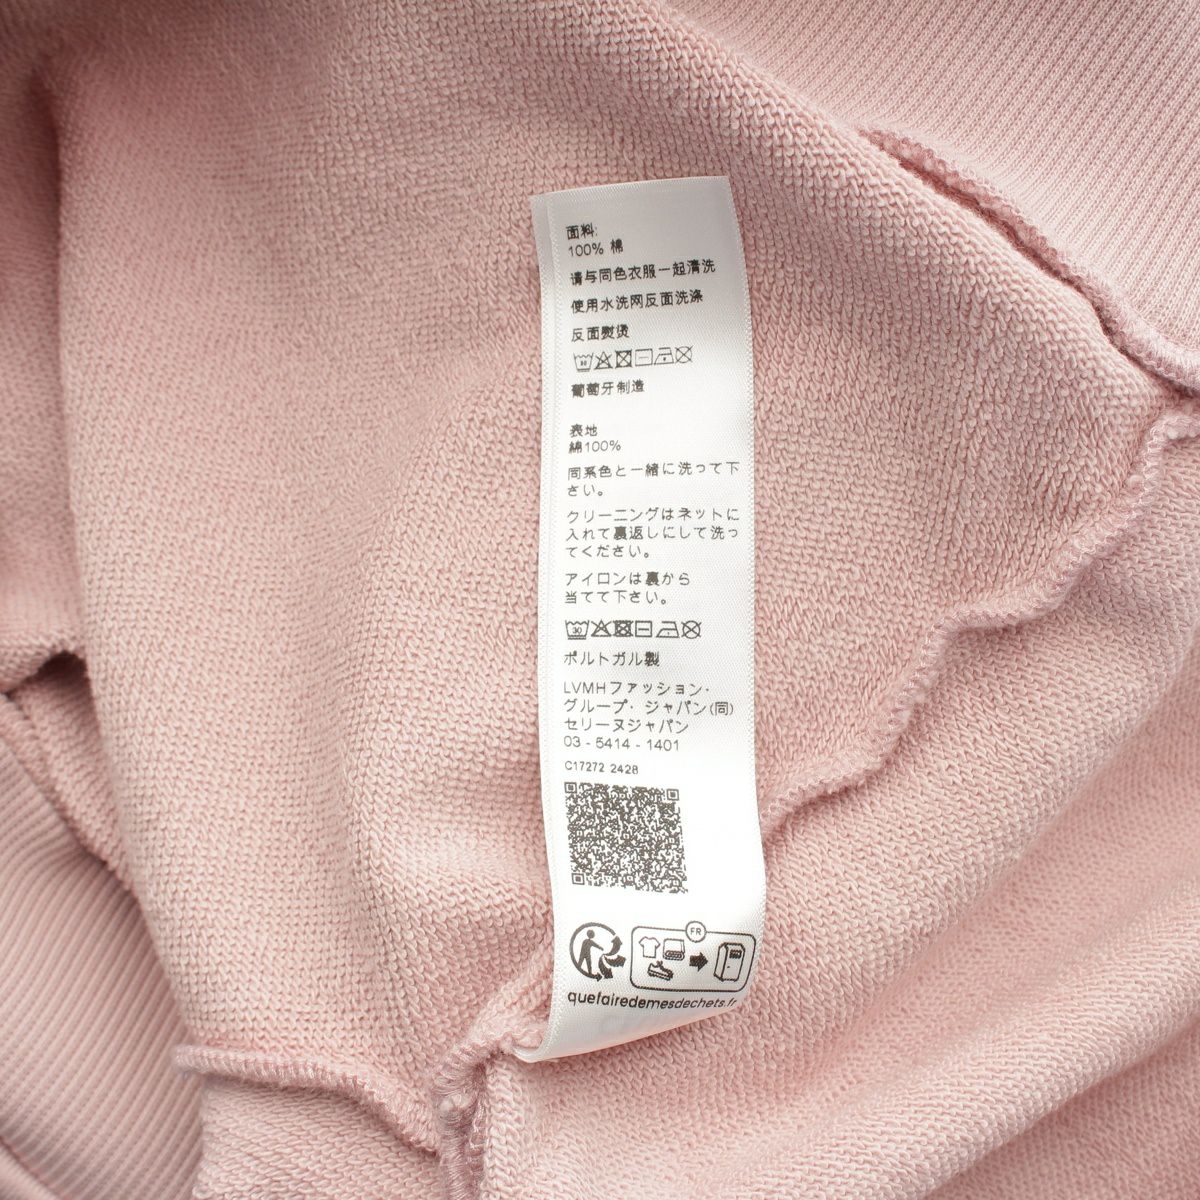 面料:
100% 棉
请与同色衣服一起清洗
使用水洗网反面洗涤
反面熨烫
30
葡萄牙制造
表地
綿100%
同系色と一緒に洗って下
さい。
クリーニングはネットに
入れて裏返しにして洗っ
てください。
アイロンは裏から
当てて下さい。
30
ポルトガル製
LVMHファッション·
グループ· ジャパン(同)
セリーヌジャパン
03 - 5414 - 1401
C17272 2428
FR
quefairedemesdechets.fr